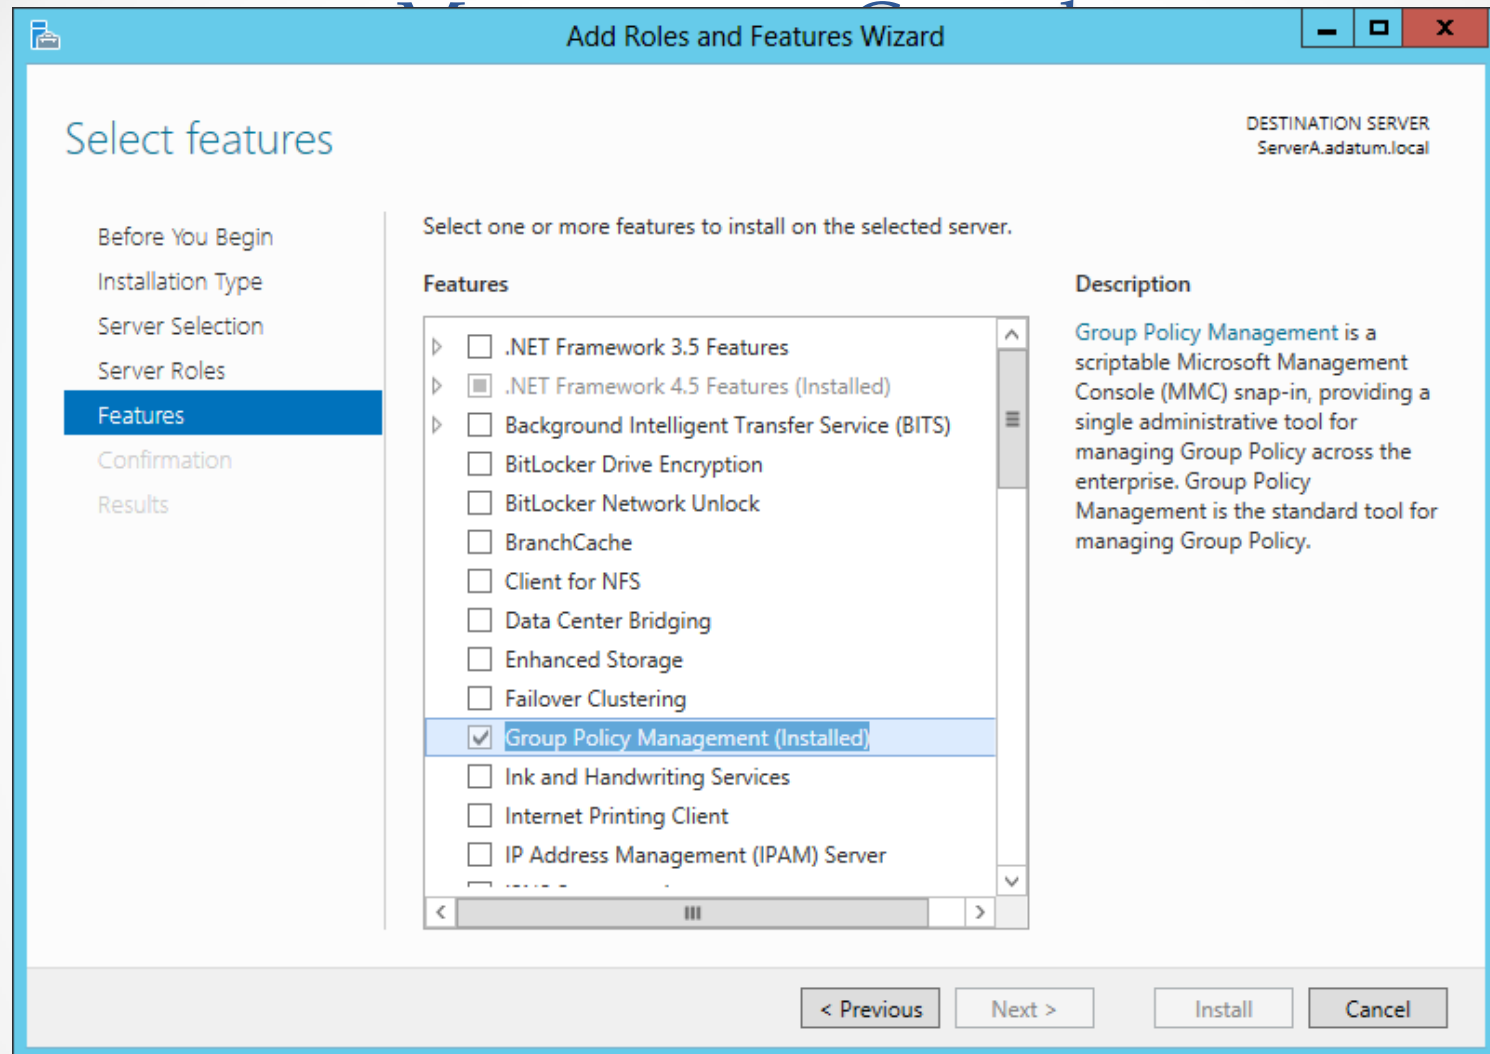 Add Roles and Features Wizard
Select features
DESTINATION SERVER
ServerA.adatum.local
Before You Begin
Installation Type
Server Selection
Server Roles
Features
Confirmation
Results
Select one or more features to install on the selected server.
Features
.NET Framework 3.5 Features
.NET Framework 4.5 Features (Installed)
Background Intelligent Transfer Service (BITS)
BitLocker Drive Encryption
BitLocker Network Unlock
BranchCache
Client for NFS
Data Center Bridging
Enhanced Storage
Failover Clustering
Group Policy Management (Installed)
Ink and Handwriting Services
Internet Printing Client
IP Address Management (IPAM) Server
Description
Group Policy Management is a
scriptable Microsoft Management
Console (MMC) snap-in, providing a
single administrative tool for
managing Group Policy across the
enterprise. Group Policy
Management is the standard tool for
managing Group Policy.
< Previous
Next >
Install
Cancel